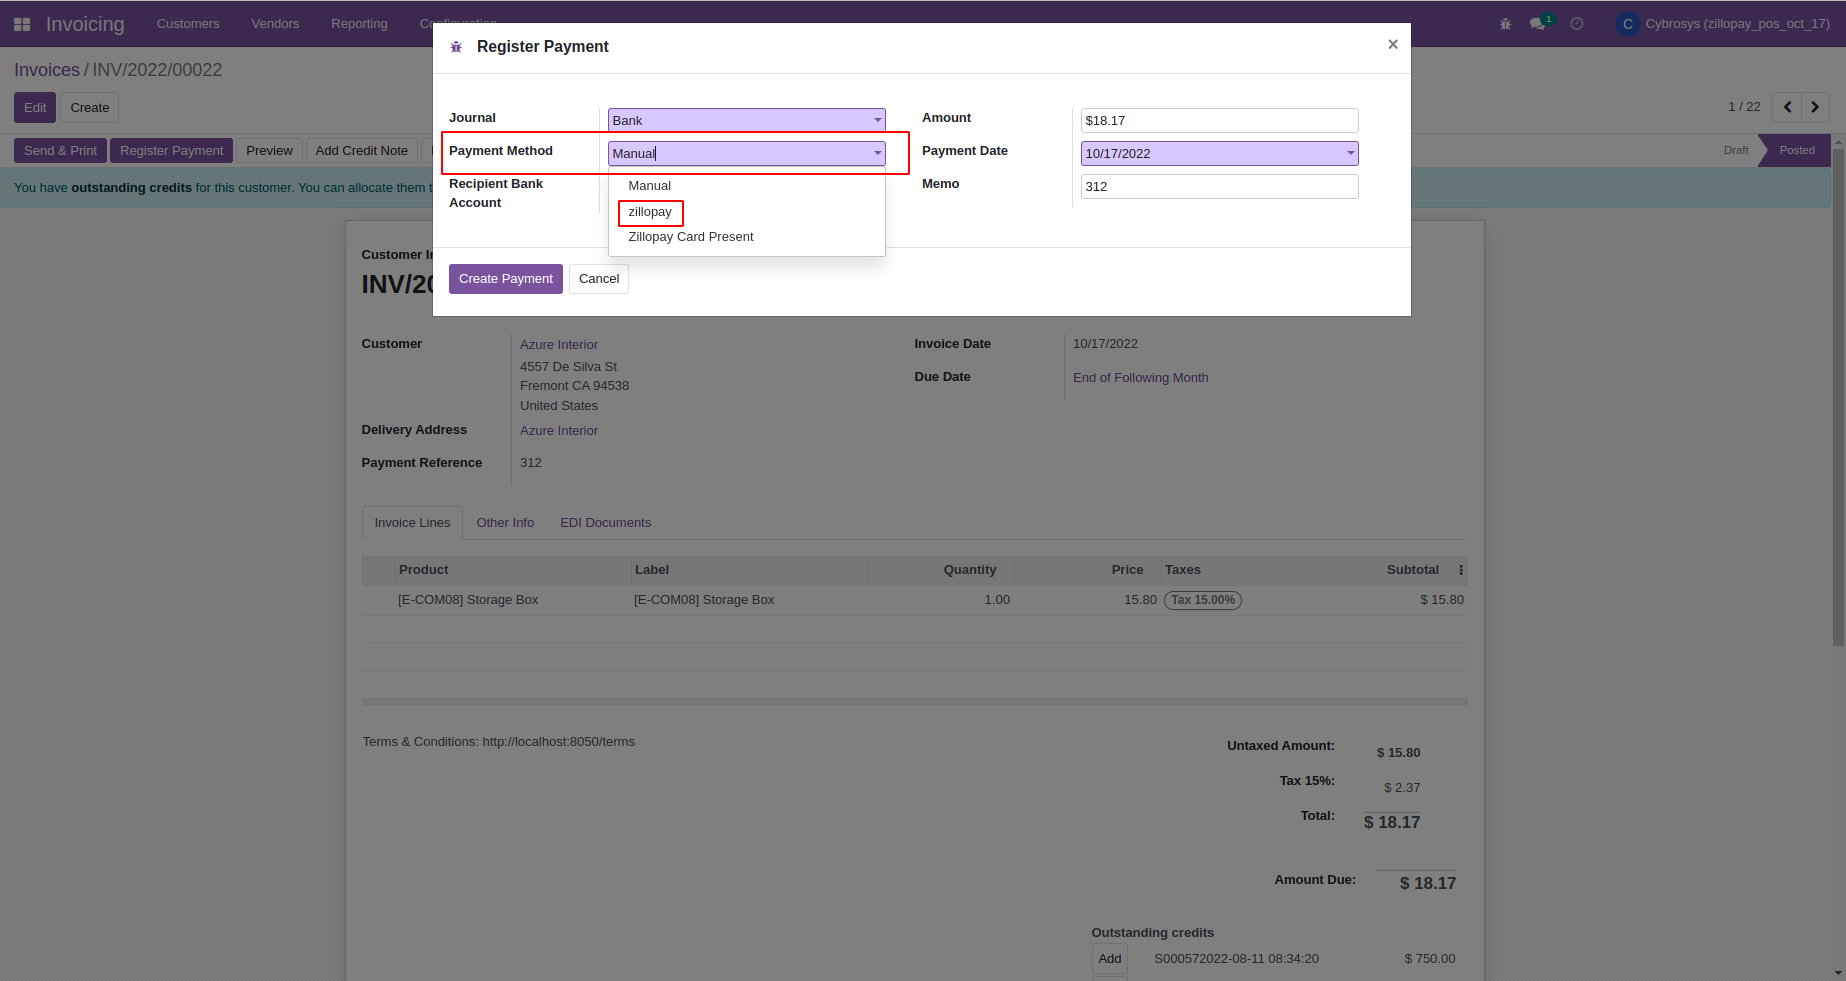 Invoicing
Customers
Vendors
Reporting
Configuration
1
C
Cybrosys (zillopay_pos_oct_17)
Register Payment
×
Invoices / INV/2022/00022
Edit
Create
1 / 22
Send & Print
Register Payment
Preview
Add Credit Note
Draft
Posted
You have outstanding credits for this customer. You can allocate them t
Journal
Bank
Amount
$18.17
Payment Method
Manual
Payment Date
10/17/2022
Recipient Bank
Account
Memo
312
Manual
zillopay
Zillopay Card Present
Create Payment
Cancel
Customer In
INV/20
Customer
Azure Interior
4557 De Silva St
Fremont CA 94538
United States
Invoice Date
10/17/2022
Due Date
End of Following Month
Delivery Address
Azure Interior
Payment Reference
312
Invoice Lines
Other Info
EDI Documents
Product
Label
Quantity
Price
Taxes
Subtotal
[E-COM08] Storage Box
[E-COM08] Storage Box
1.00
15.80
Tax 15.00%
$ 15.80
Terms & Conditions: http://localhost:8050/terms
Untaxed Amount:
$ 15.80
Tax 15%:
$ 2.37
Total:
$ 18.17
Amount Due:
$ 18.17
Outstanding credits
Add
S000572022-08-11 08:34:20
$ 750.00